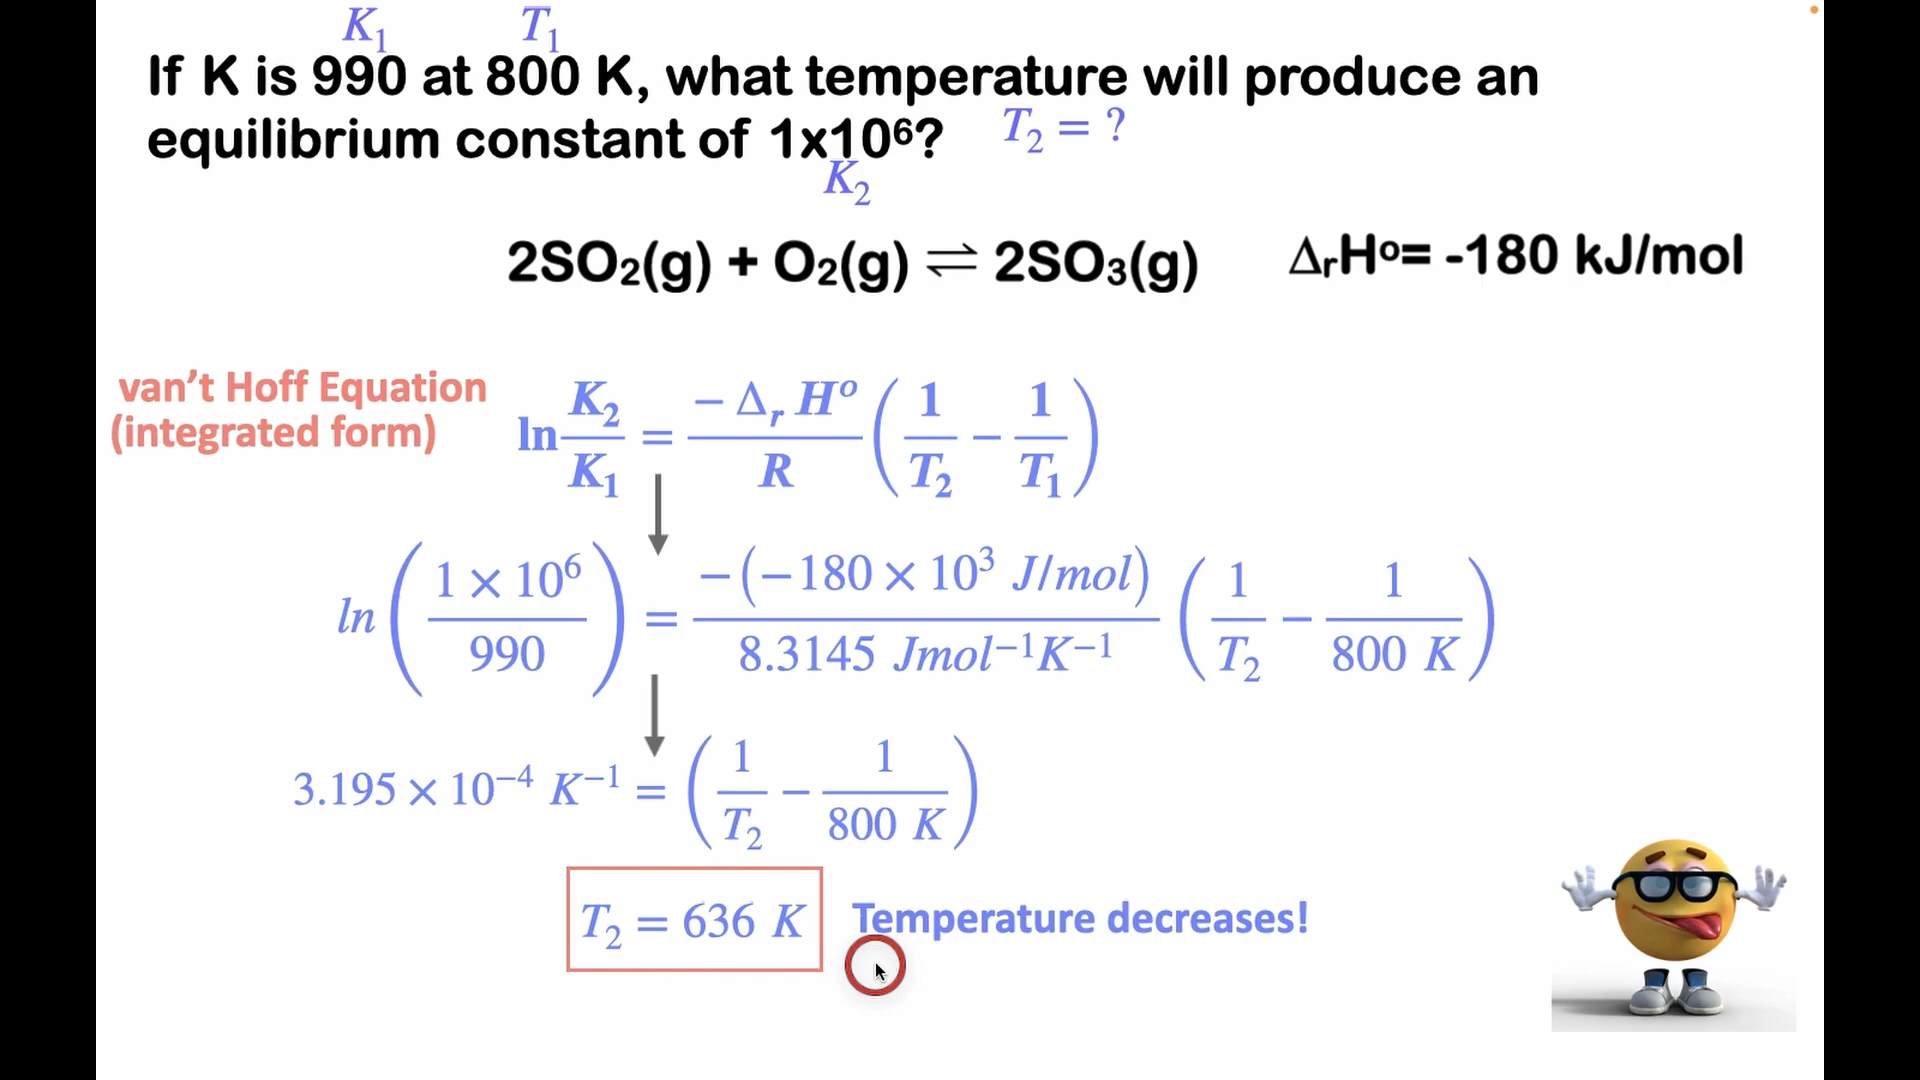 K₁ T₁
If K is 990 at 800 K, what temperature will produce an
equilibrium constant of 1x10⁶? T₂ = ?
K₂
2SO₂(g) + O₂(g) ⇌ 2SO₃(g) ΔᵣHº= -180 kJ/mol
van’t Hoff Equation
(integrated form)
ln K₂/K₁ = −Δᵣ Hº/R (1/T₂ − 1/T₁)
ln (1 × 10⁶/990) = −(−180 × 10³ J/mol)/8.3145 Jmol⁻¹K⁻¹ (1/T₂ − 1/800 K)
3.195 × 10⁻⁴ K⁻¹ = (1/T₂ − 1/800 K)
T₂ = 636 K Temperature decreases!